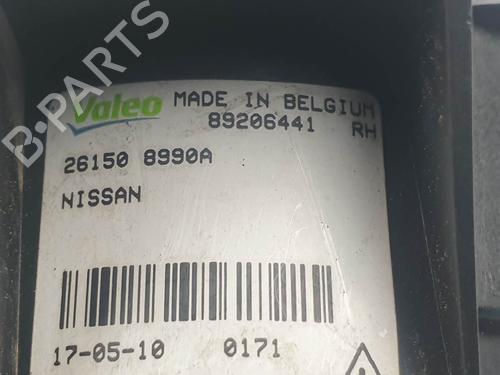 Valeo MADE IN BELGIUM
89206441 RH
26150 8990A
NISSAN
17-05-10 0171
B-PARTS